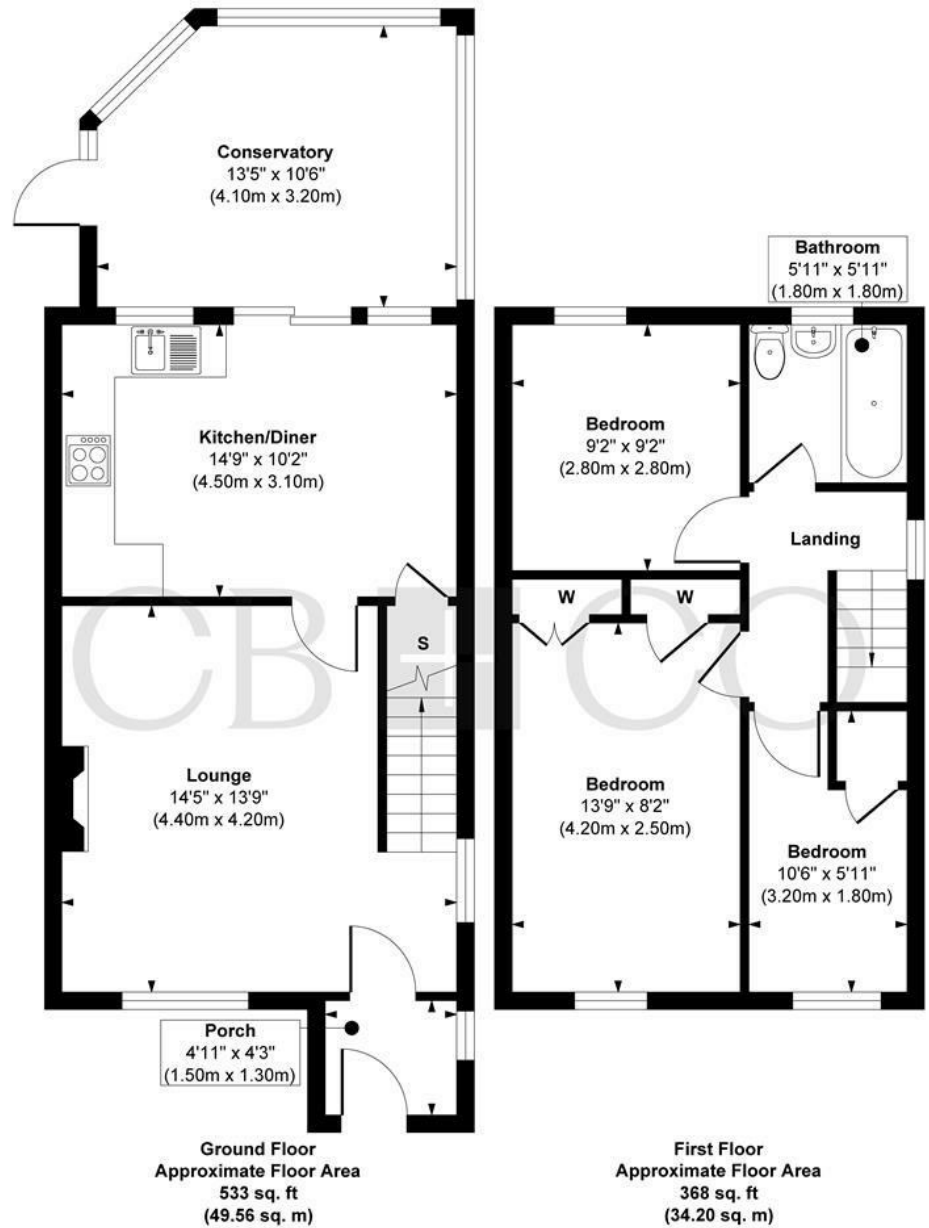 Conservatory
13'5" x 10'6"
(4.10m x 3.20m)
Bathroom
5'11" x 5'11"
(1.80m x 1.80m)
Kitchen/Diner
14'9" x 10'2"
(4.50m x 3.10m)
Bedroom
9'2" x 9'2"
(2.80m x 2.80m)
Landing
W
W
S
CBHCO
Lounge
14'5" x 13'9"
(4.40m x 4.20m)
Bedroom
13'9" x 8'2"
(4.20m x 2.50m)
Bedroom
10'6" x 5'11"
(3.20m x 1.80m)
Porch
4'11" x 4'3"
(1.50m x 1.30m)
Ground Floor
Approximate Floor Area
533 sq. ft
(49.56 sq. m)
First Floor
Approximate Floor Area
368 sq. ft
(34.20 sq. m)